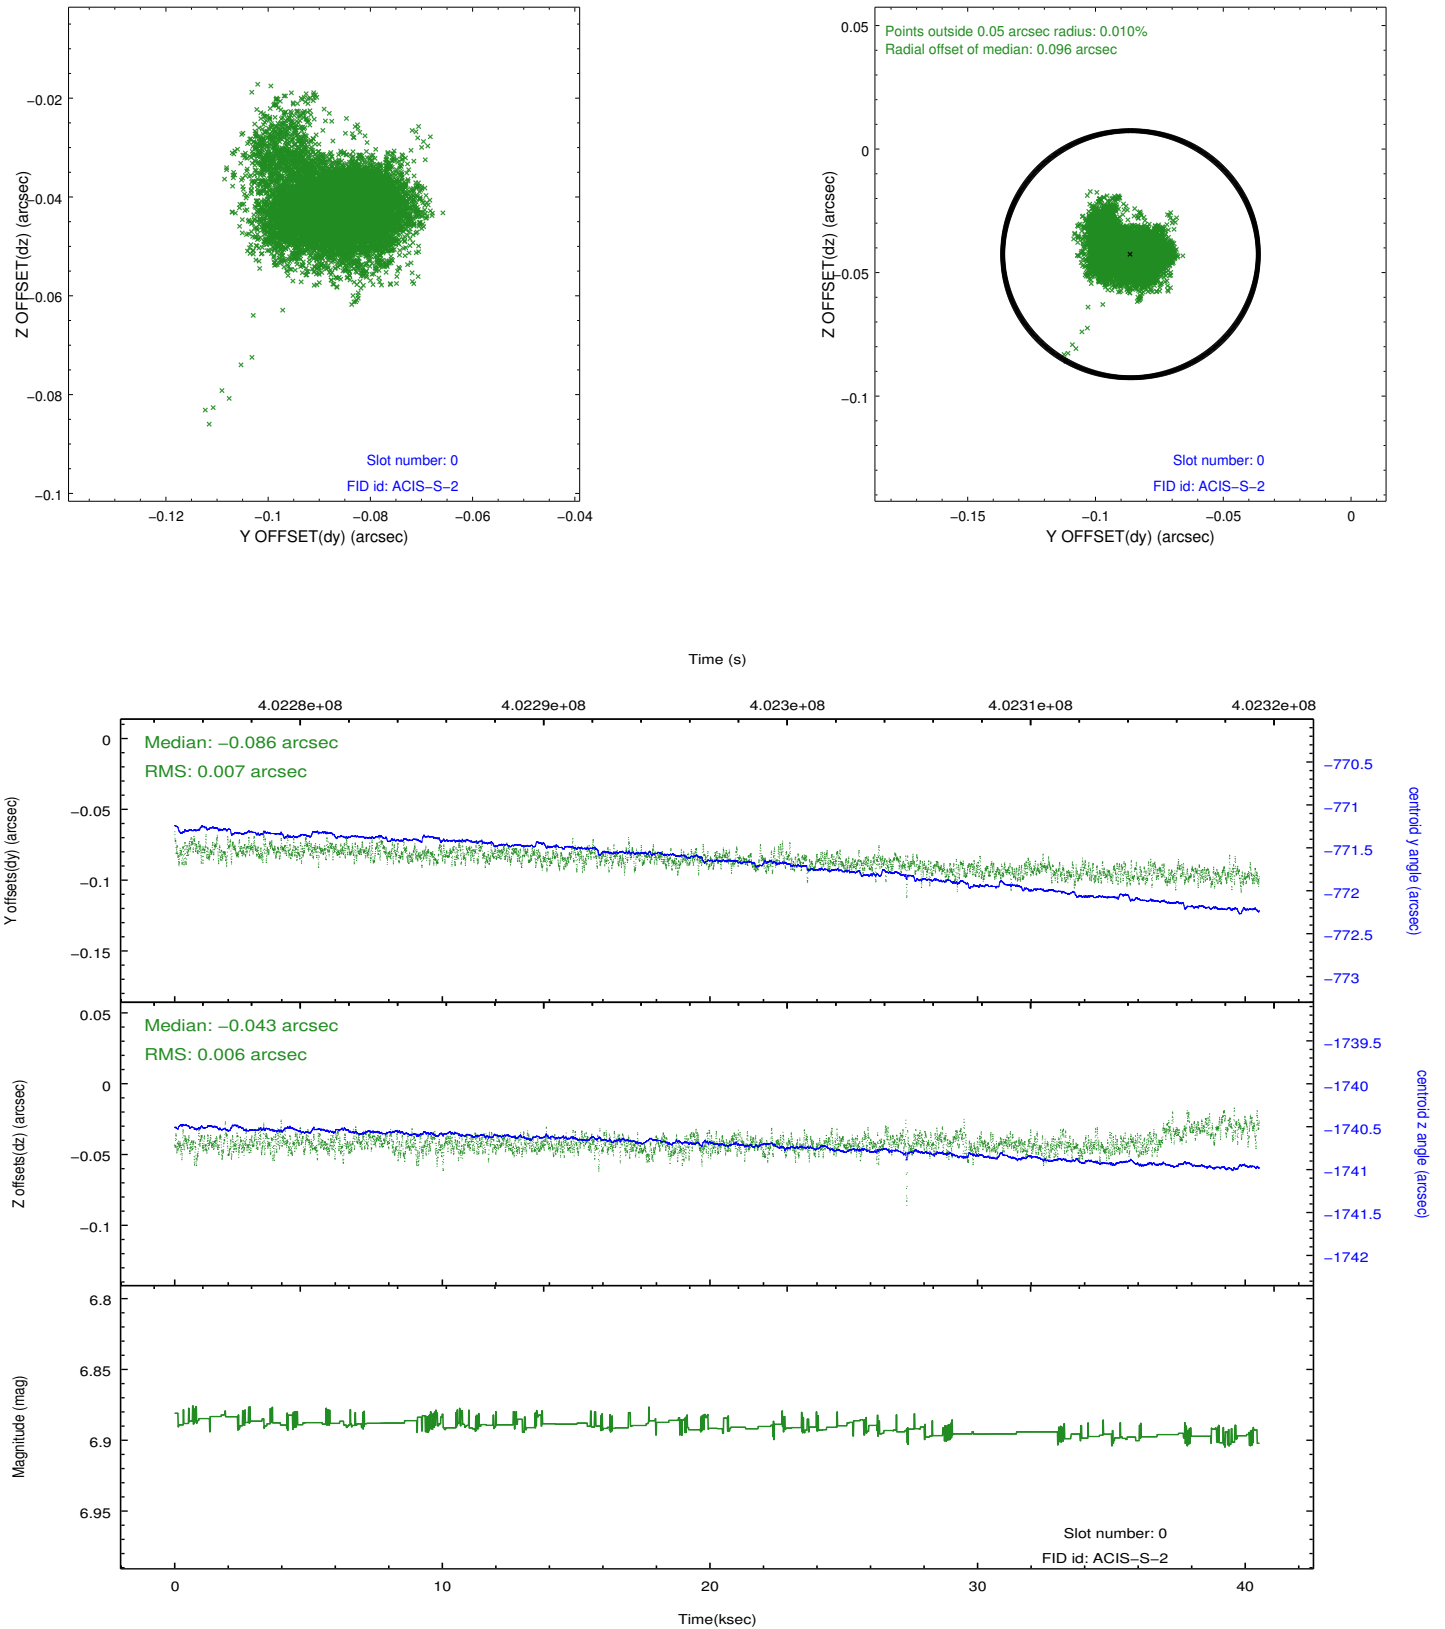 −0.02
−0.04
−0.06
−0.08
−0.1
Z OFFSET(dz) (arcsec)
Slot number: 0
FID id: ACIS−S−2
−0.12
−0.1
−0.08
−0.06
−0.04
Y OFFSET(dy) (arcsec)
Points outside 0.05 arcsec radius: 0.010%
Radial offset of median: 0.096 arcsec
0.05
0
−0.05
−0.1
Z OFFSET(dz) (arcsec)
Slot number: 0
FID id: ACIS−S−2
−0.15
−0.1
−0.05
0
Y OFFSET(dy) (arcsec)
Time (s)
4.0228e+08
4.0229e+08
4.023e+08
4.0231e+08
4.0232e+08
Median: −0.086 arcsec
RMS: 0.007 arcsec
0
−0.05
−0.1
−0.15
Y offsets(dy) (arcsec)
−770.5
−771
−771.5
−772
−772.5
−773
centroid y angle (arcsec)
Median: −0.043 arcsec
RMS: 0.006 arcsec
0.05
0
−0.05
−0.1
Z offsets(dz) (arcsec)
−1739.5
−1740
−1740.5
−1741
−1741.5
−1742
centroid z angle (arcsec)
6.8
6.85
6.9
6.95
Magnitude (mag)
Slot number: 0
FID id: ACIS−S−2
0
10
20
30
40
Time(ksec)